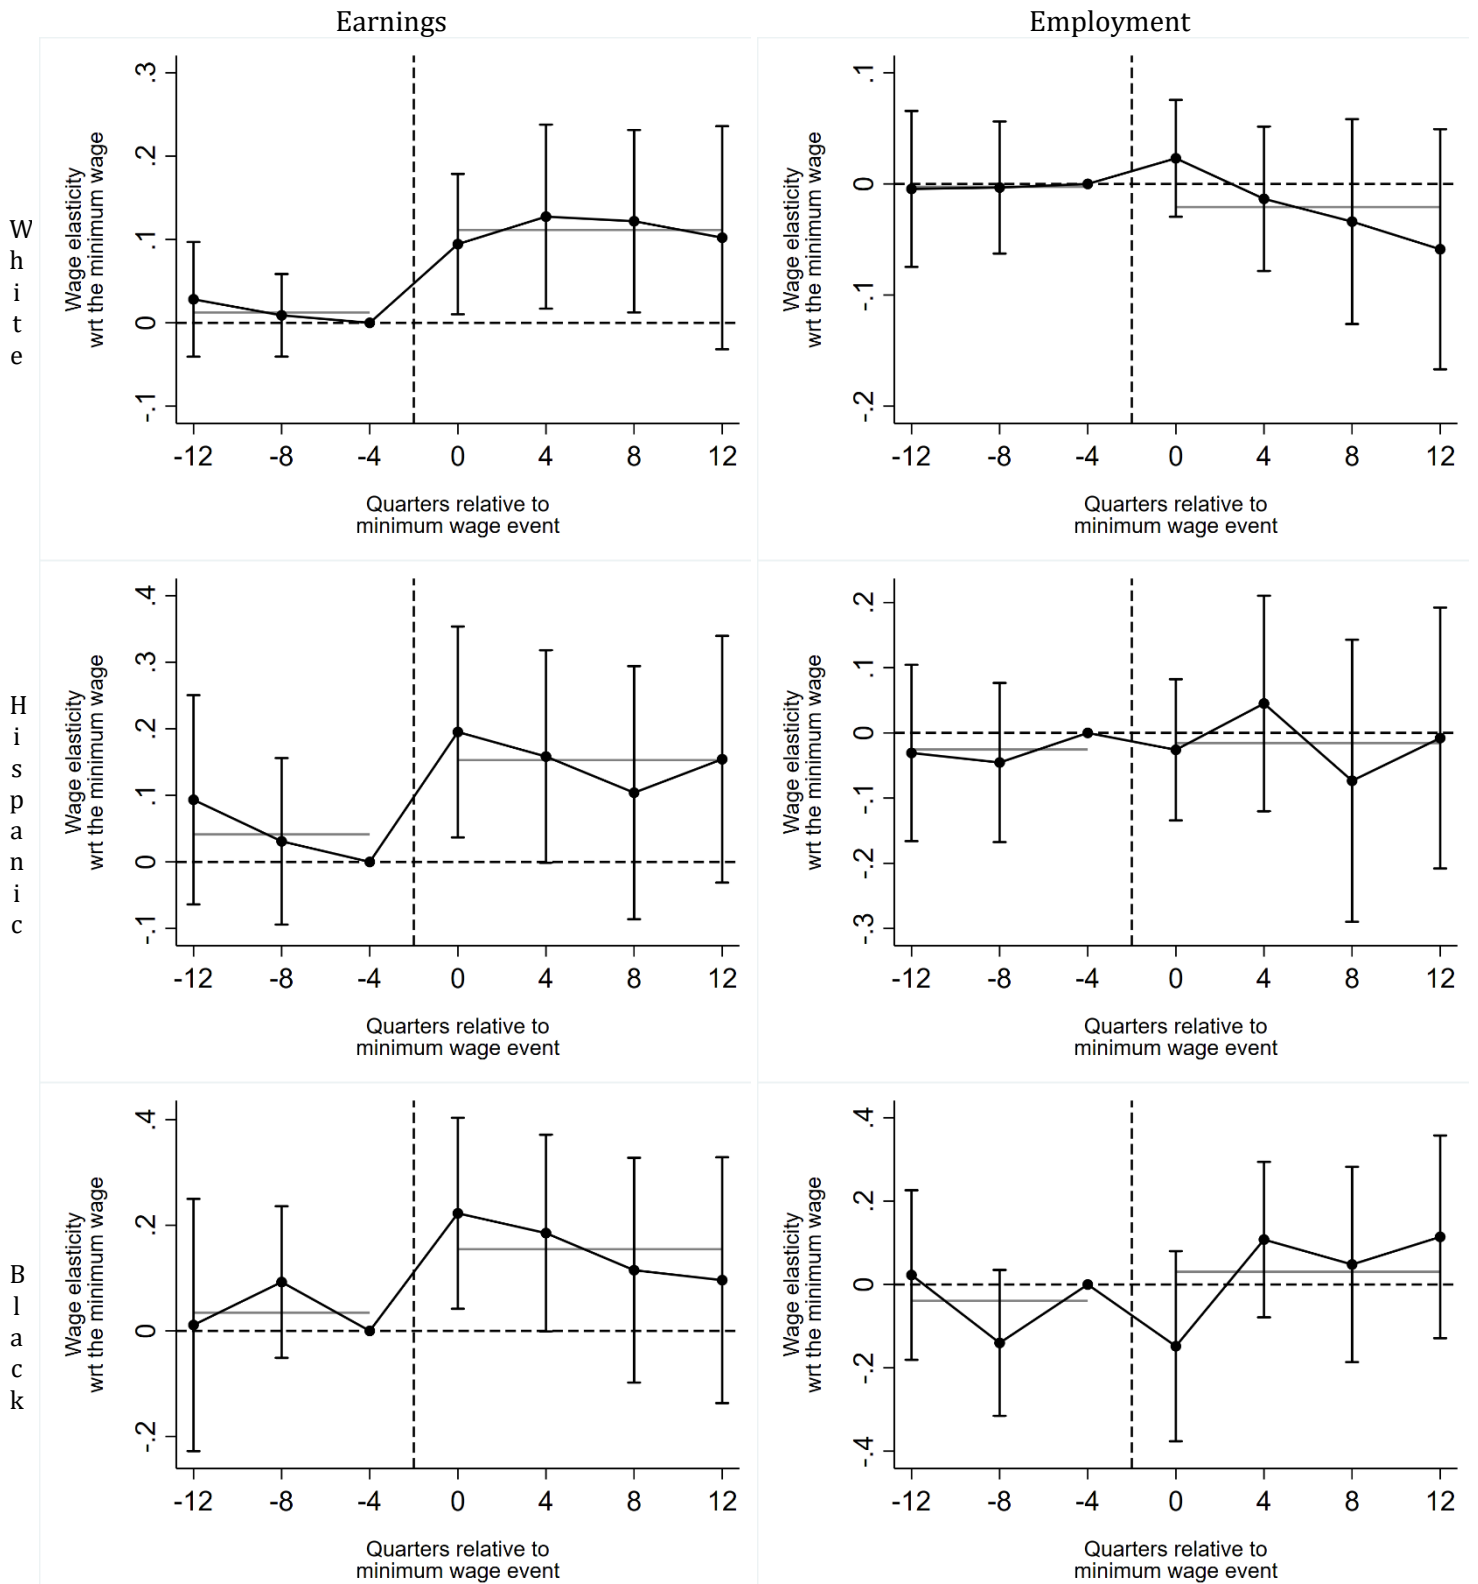 Earnings
Employment
White
Wage elasticity
wrt the minimum wage
.3
.2
.1
0
-.1
-12 -8 -4 0 4 8 12
Quarters relative to
minimum wage event
Wage elasticity
wrt the minimum wage
.1
0
-.1
-.2
-12 -8 -4 0 4 8 12
Quarters relative to
minimum wage event
Hispanic
Wage elasticity
wrt the minimum wage
.4
.3
.2
.1
0
-.1
-12 -8 -4 0 4 8 12
Quarters relative to
minimum wage event
Wage elasticity
wrt the minimum wage
.2
.1
0
-.1
-.2
-.3
-12 -8 -4 0 4 8 12
Quarters relative to
minimum wage event
Black
Wage elasticity
wrt the minimum wage
.4
.2
0
-.2
-12 -8 -4 0 4 8 12
Quarters relative to
minimum wage event
Wage elasticity
wrt the minimum wage
.4
.2
0
-.2
-.4
-12 -8 -4 0 4 8 12
Quarters relative to
minimum wage event